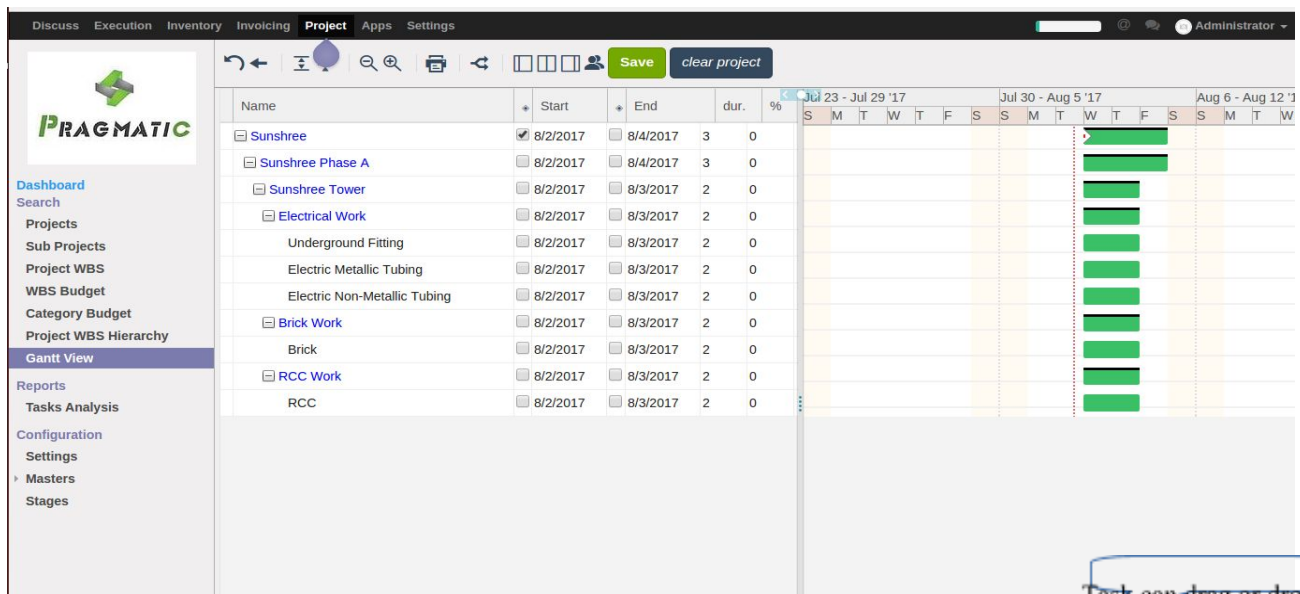 Discuss Execution Inventory Invoicing Project Apps Settings @ Administrator
Save clear project
PRAGMATIC
Dashboard
Search
Projects
Sub Projects
Project WBS
WBS Budget
Category Budget
Project WBS Hierarchy
Gantt View
Reports
Tasks Analysis
Configuration
Settings
Masters
Stages
Name Start End dur. %
Sunshree 8/2/2017 8/4/2017 3 0
Sunshree Phase A 8/2/2017 8/4/2017 3 0
Sunshree Tower 8/2/2017 8/3/2017 2 0
Electrical Work 8/2/2017 8/3/2017 2 0
Underground Fitting 8/2/2017 8/3/2017 2 0
Electric Metallic Tubing 8/2/2017 8/3/2017 2 0
Electric Non-Metallic Tubing 8/2/2017 8/3/2017 2 0
Brick Work 8/2/2017 8/3/2017 2 0
Brick 8/2/2017 8/3/2017 2 0
RCC Work 8/2/2017 8/3/2017 2 0
RCC 8/2/2017 8/3/2017 2 0
Jul 23 - Jul 29 '17 Jul 30 - Aug 5 '17 Aug 6 - Aug 12 '1
S M T W T F S S M T W T F S S M T W
Task can drag or dro